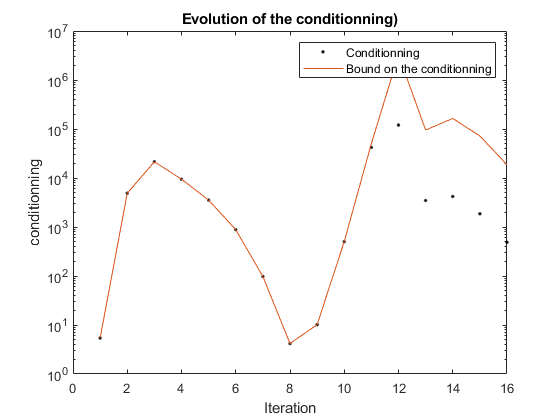 Evolution of the conditionning)
10^7
10^6
10^5
10^4
10^3
10^2
10^1
10^0
conditionning
Conditionning
Bound on the conditionning
0 2 4 6 8 10 12 14 16
Iteration